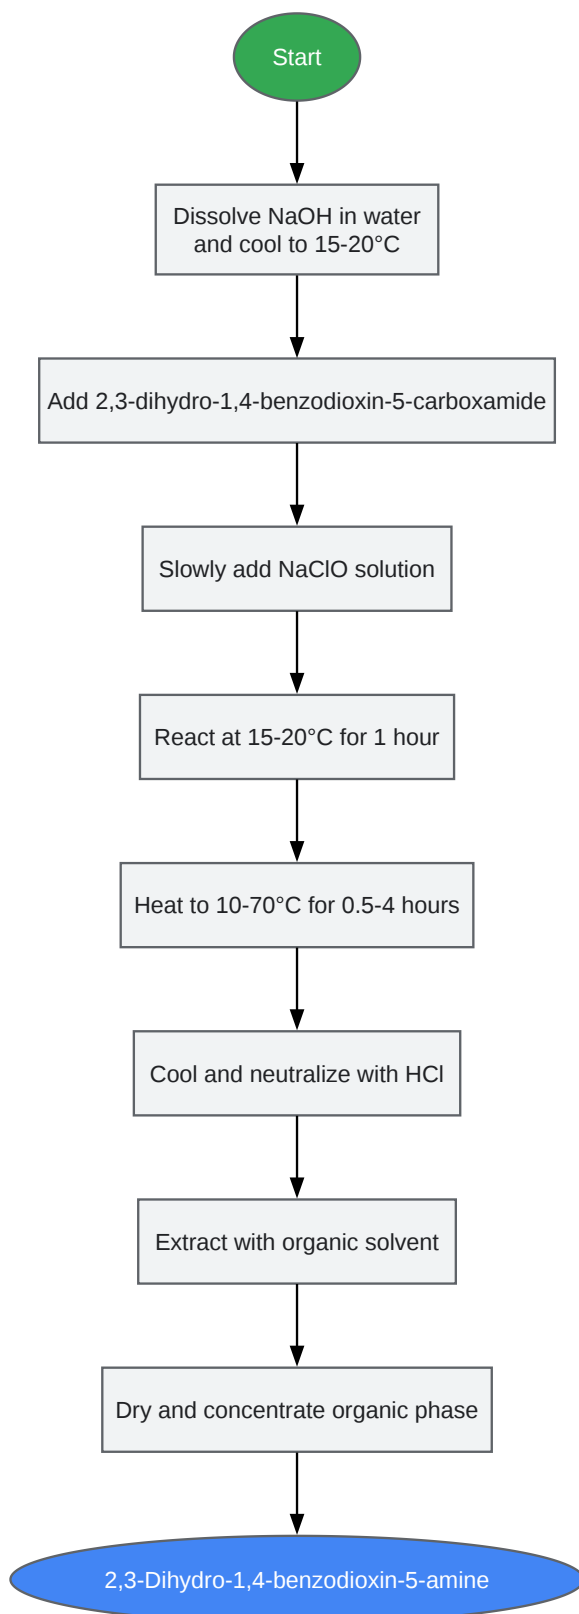 Start
Dissolve NaOH in water
and cool to 15-20°C
Add 2,3-dihydro-1,4-benzodioxin-5-carboxamide
Slowly add NaClO solution
React at 15-20°C for 1 hour
Heat to 10-70°C for 0.5-4 hours
Cool and neutralize with HCl
Extract with organic solvent
Dry and concentrate organic phase
2,3-Dihydro-1,4-benzodioxin-5-amine